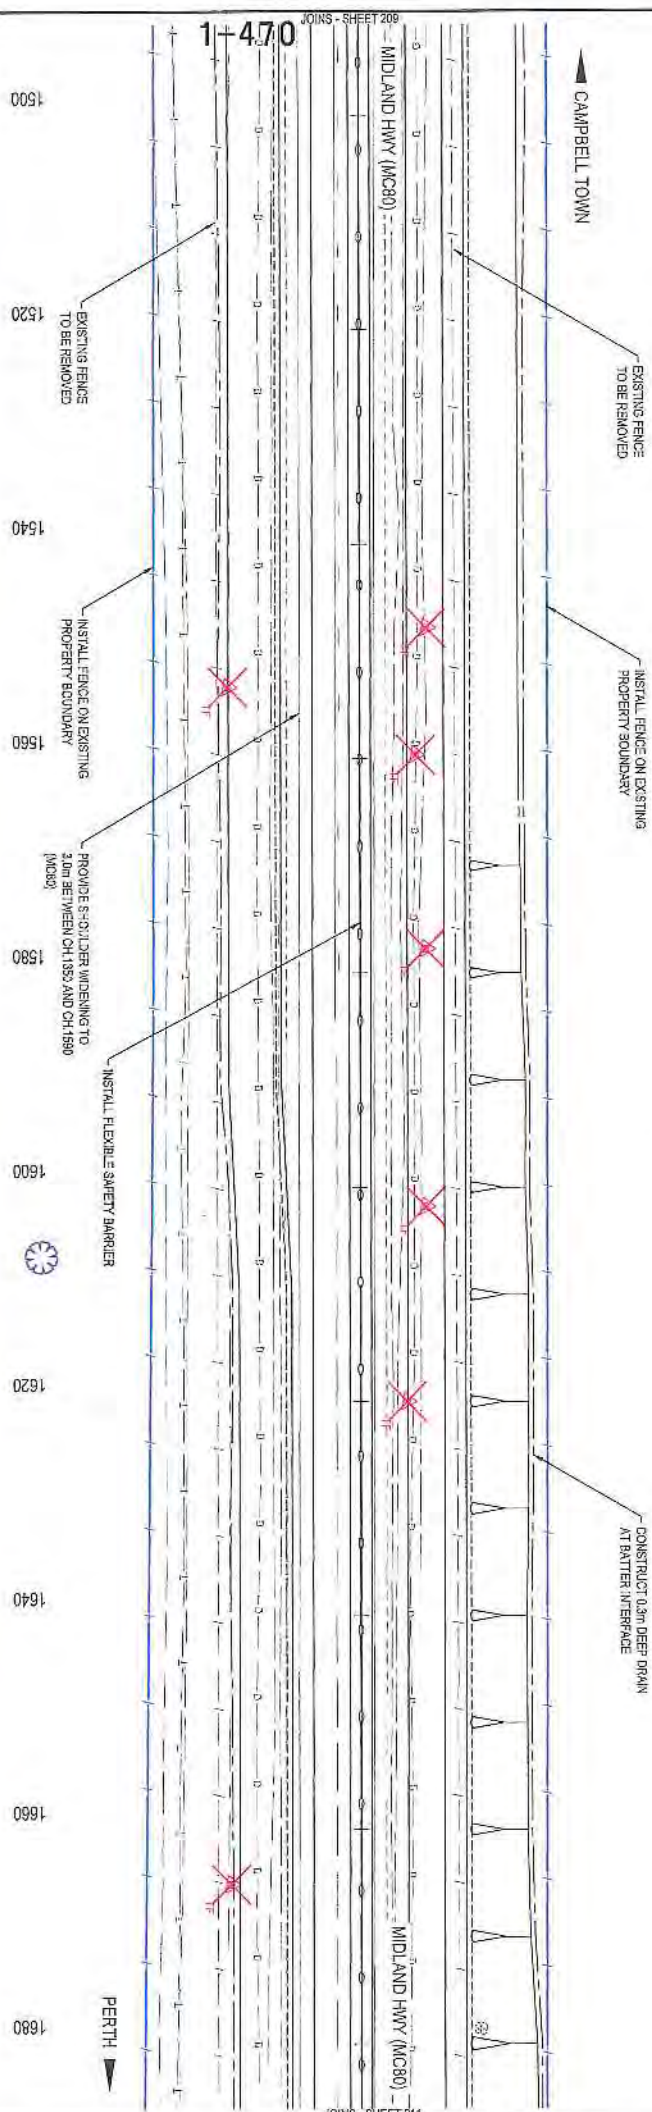 JOINS - SHEET 209
1-470
CAMPBELL TOWN
MIDLAND HWY (MC80)
EXISTING FENCE
TO BE REMOVED
INSTALL FENCE ON EXISTING
PROPERTY BOUNDARY
CONSTRUCT 0.3m DEEP DRAIN
AT BATTER INTERFACE
MIDLAND HWY (MC80)
EXISTING FENCE
TO BE REMOVED
INSTALL FENCE ON EXISTING
PROPERTY BOUNDARY
PROVIDE SHOULDER WIDENING TO
3.0m BETWEEN CH.1350 AND CH.1590
(MC80)
INSTALL FLEXIBLE SAFETY BARRIER
PERTH
1500
1520
1540
1560
1580
1600
1620
1640
1660
1680